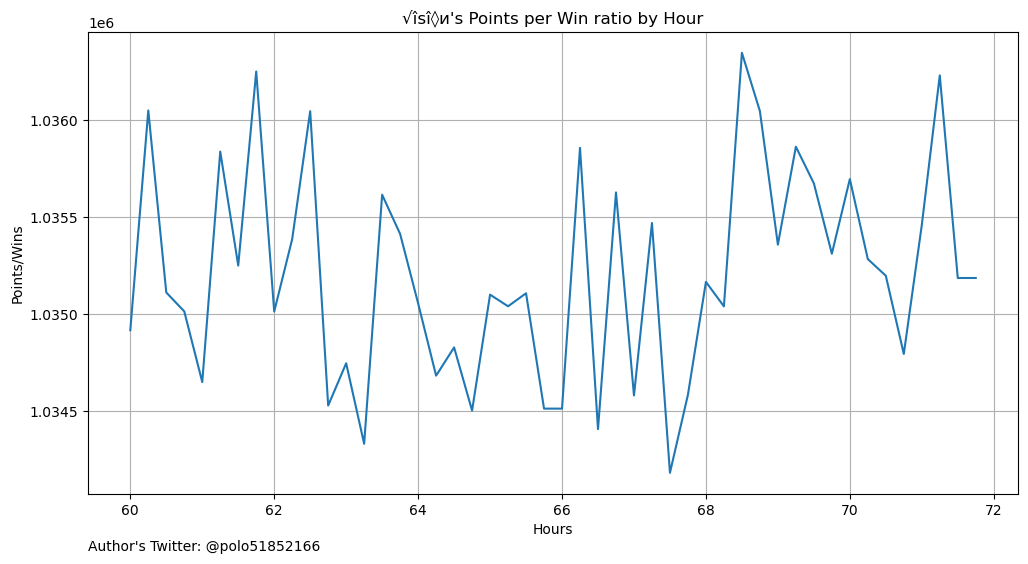 √îsî◊и's Points per Win ratio by Hour
1e6
1.0360
1.0355
1.0350
1.0345
Points/Wins
60 62 64 66 68 70 72
Hours
Author's Twitter: @polo51852166